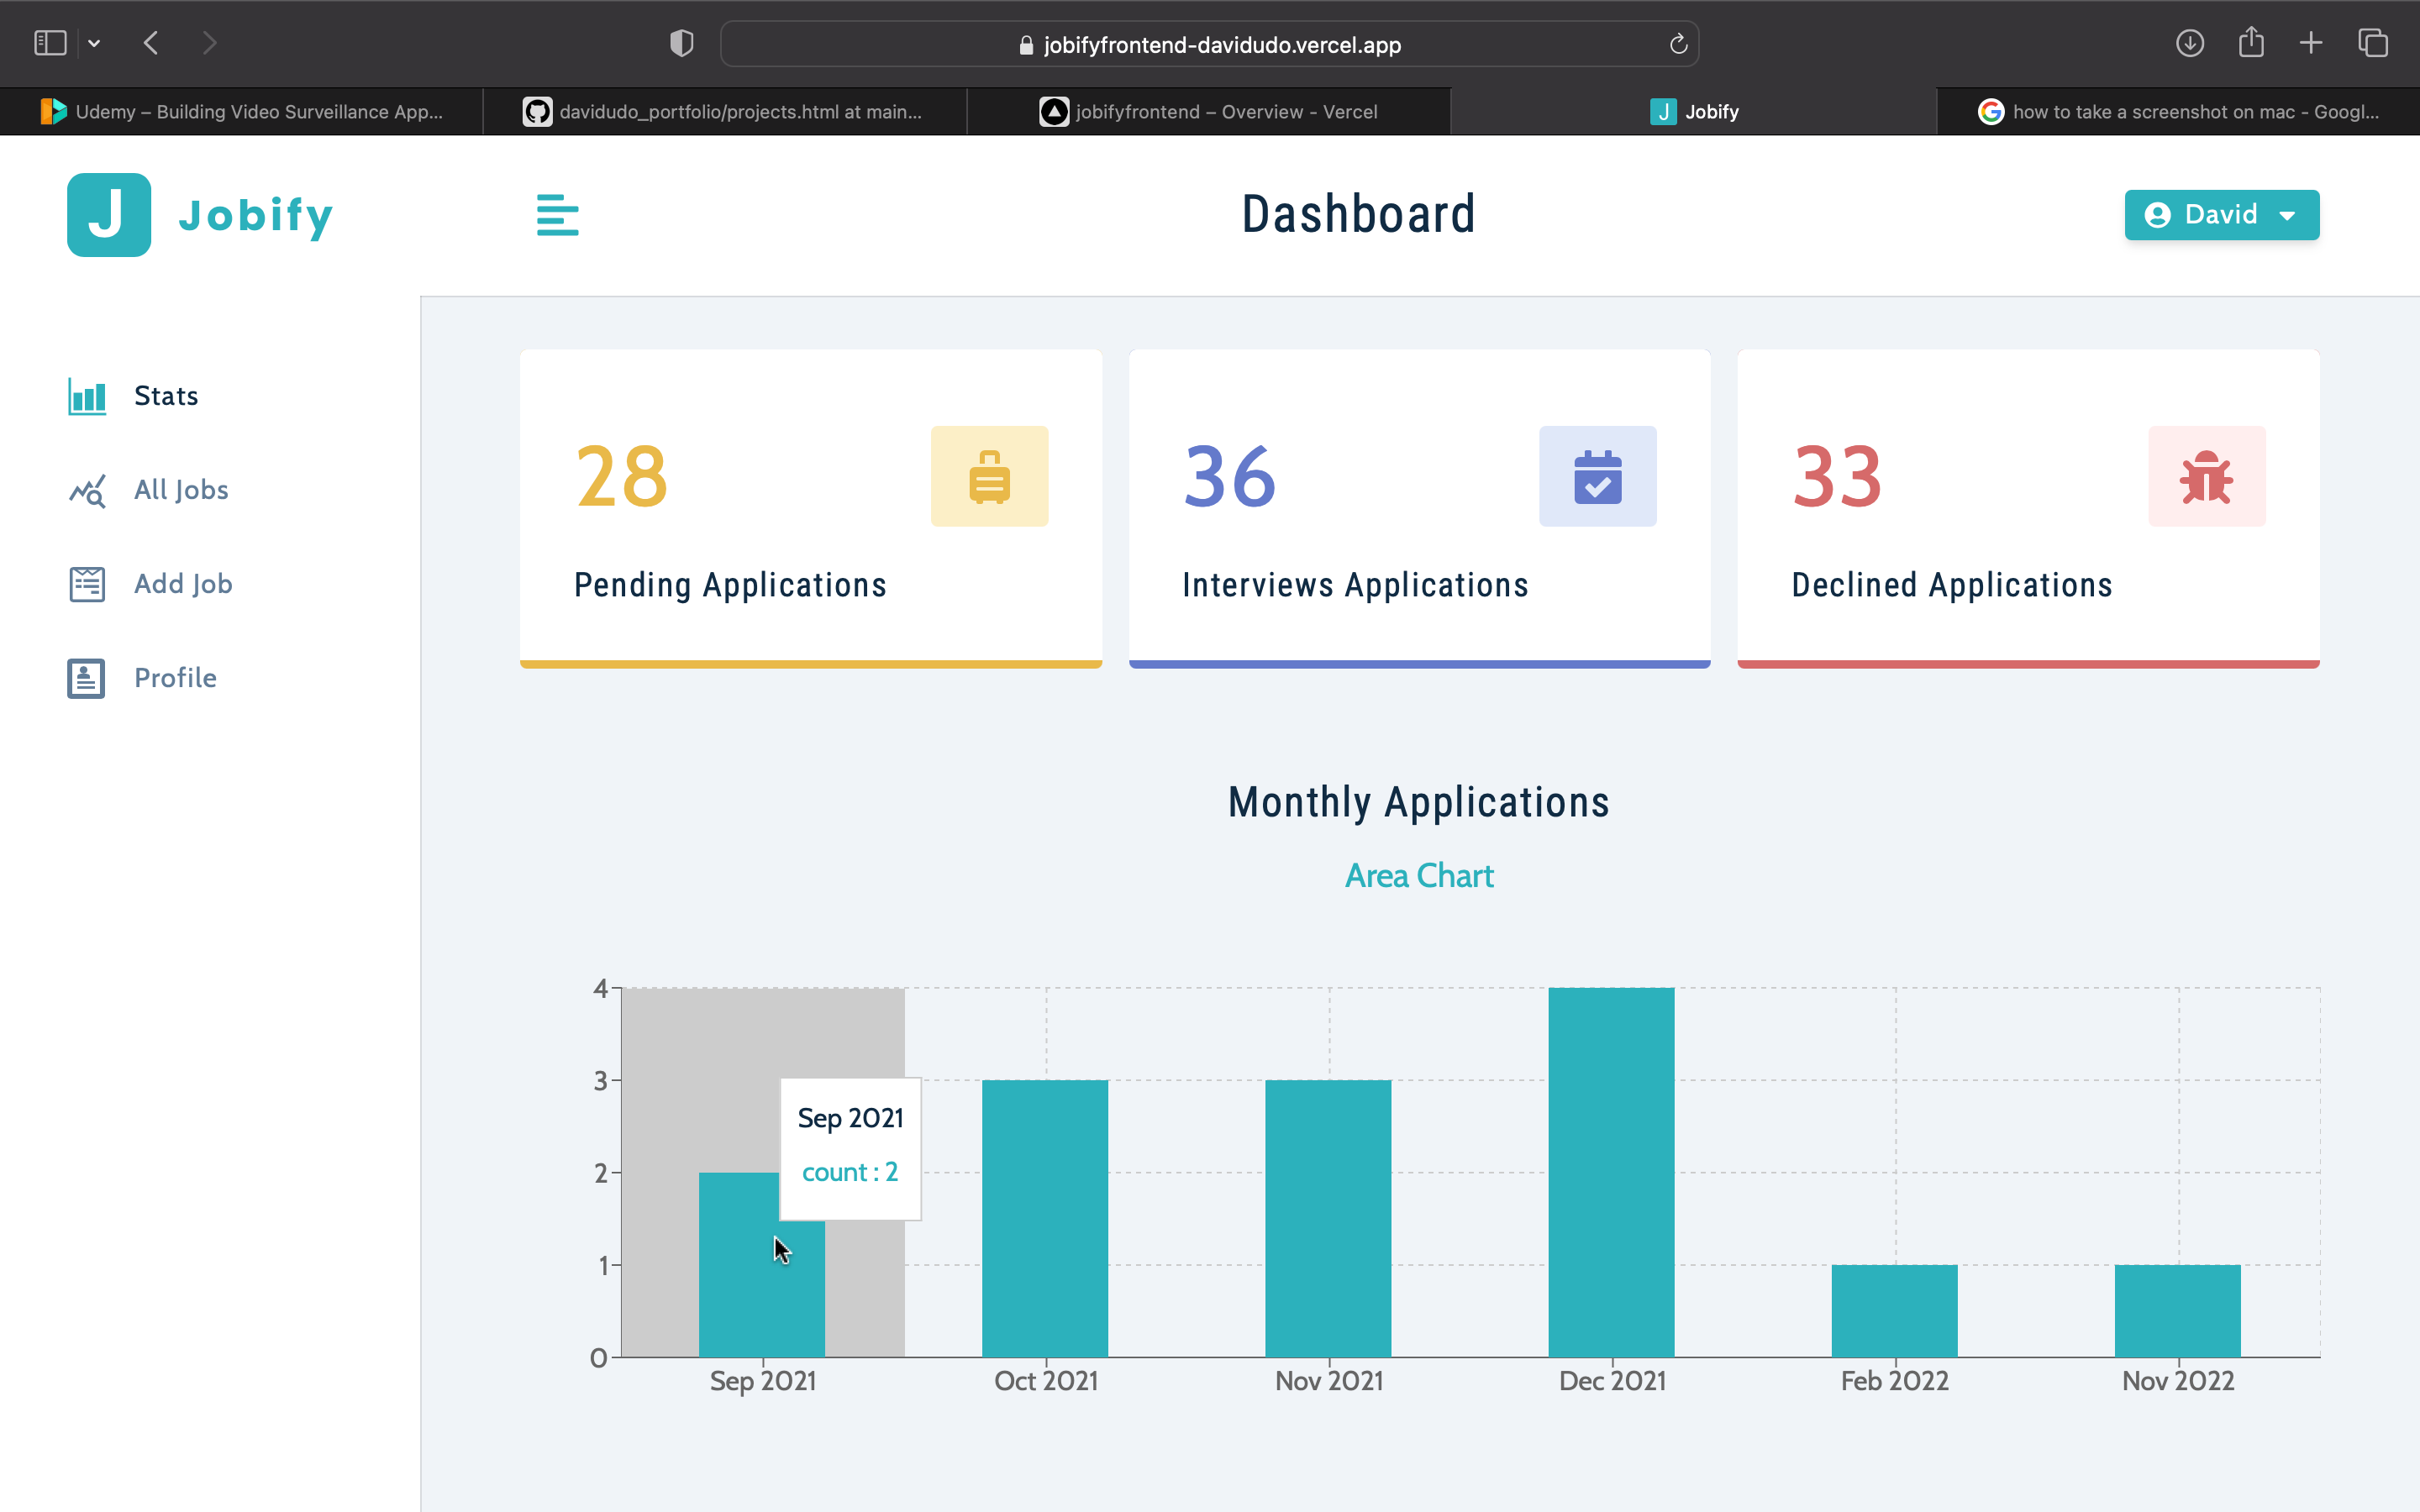 jobifyfrontend-davidudo.vercel.app
Udemy – Building Video Surveillance App...
davidudo_portfolio/projects.html at main...
jobifyfrontend – Overview - Vercel
J
Jobify
how to take a screenshot on mac - Googl...
J
Jobify
Dashboard
David
Stats
All Jobs
Add Job
Profile
28
Pending Applications
36
Interviews Applications
33
Declined Applications
Monthly Applications
Area Chart
4
3
2
1
0
Sep 2021
count : 2
Sep 2021
Oct 2021
Nov 2021
Dec 2021
Feb 2022
Nov 2022